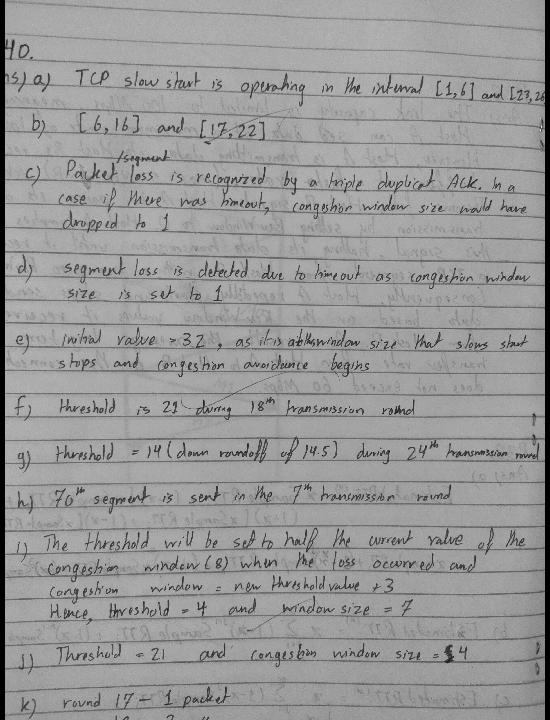 40.
ns) a) TCP slow start is operating in the interval [1,6] and [23,26
b) [6,16] and [17,22]
c) Packet/segment loss is recognized by a triple duplicat ACK. In a
case if there was timeout, congestion window size would have
dropped to 1
d) segment loss is detected due to timeout as congestion window
size is set to 1
e) initial value = 32, as it is at this window size that slows start
stops and congesttion avoidance begins
f) threshold is 21 during 18th transmission round
g) threshold = 14 (down roundoff of 14.5) during 24th transmission round
h) 70th segment is sent in the 7th transmission round
i) The threshold will be set to half the current value of the
congestion window (8) when the loss occurred and
congestion window = new threshold value +3
Hence, threshold = 4 and window size = 7
j) Threshold = 21 and congestion window size = 4
k) round 17 - 1 packet